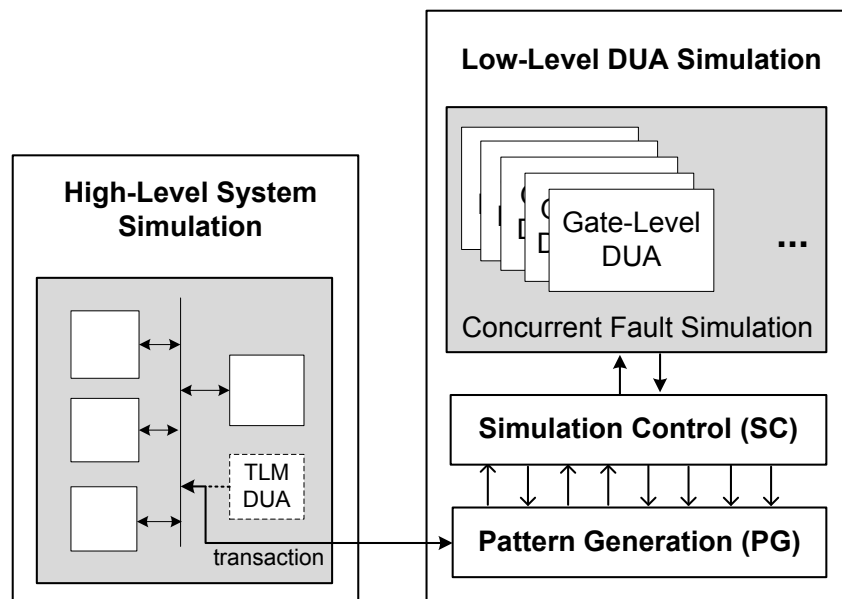 High-Level System
Simulation
TLM
DUA
transaction
Low-Level DUA Simulation
Gate-Level
DUA
...
Concurrent Fault Simulation
Simulation Control (SC)
Pattern Generation (PG)